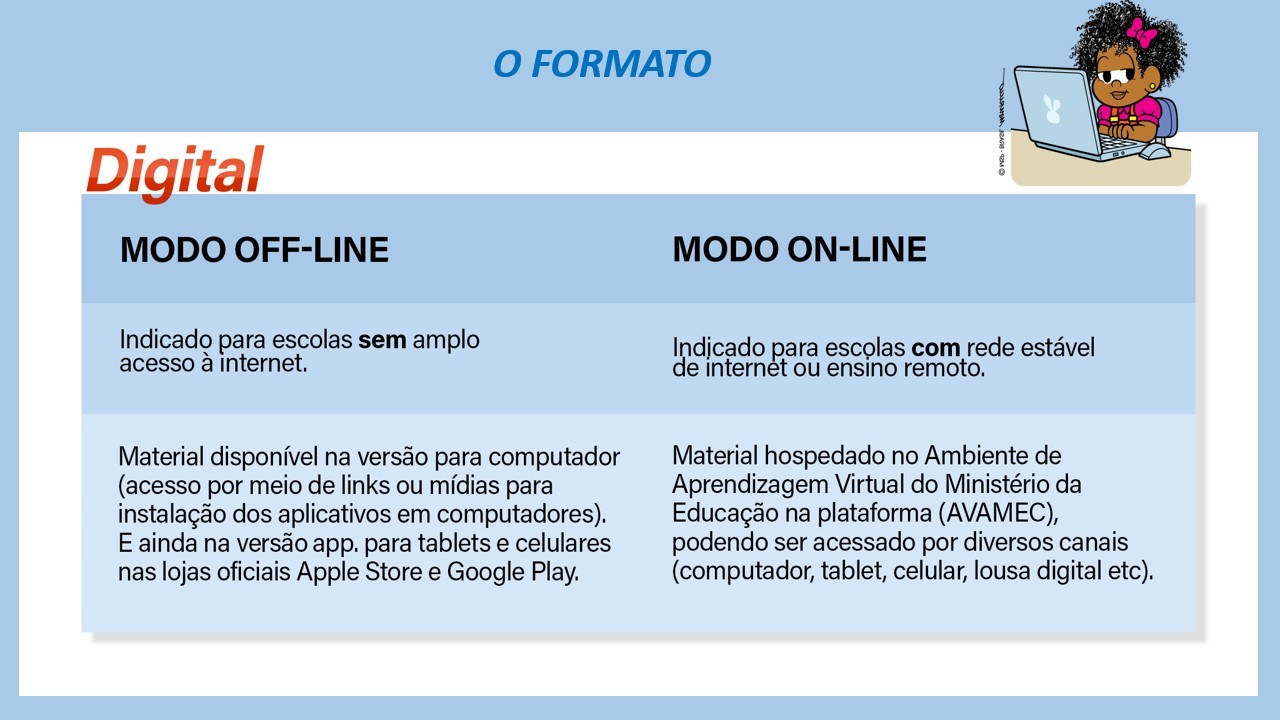 O FORMATO
© MSP - BRASIL
Digital
MODO OFF-LINE
MODO ON-LINE
Indicado para escolas sem amplo
acesso à internet.
Indicado para escolas com rede estável
de internet ou ensino remoto.
Material disponível na versão para computador
(acesso por meio de links ou mídias para
instalação dos aplicativos em computadores).
E ainda na versão app. para tablets e celulares
nas lojas oficiais Apple Store e Google Play.
Material hospedado no Ambiente de
Aprendizagem Virtual do Ministério da
Educação na plataforma (AVAMEC),
podendo ser acessado por diversos canais
(computador, tablet, celular, lousa digital etc).